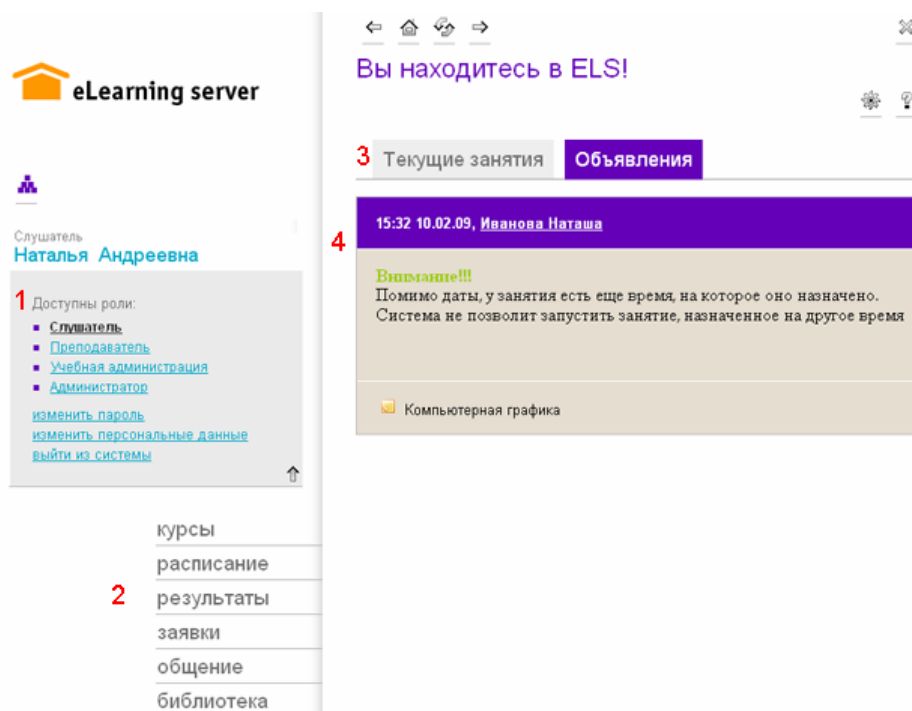 eLearning server
Слушатель
Наталья Андреевна
1 Доступны роли:
Слушатель
Преподаватель
Учебная администрация
Администратор
изменить пароль
изменить персональные данные
выйти из системы
2
курсы
расписание
результаты
заявки
общение
библиотека
Вы находитесь в ELS!
?
3 Текущие занятия Объявления
4
15:32 10.02.09, Иванова Наташа
Внимание!!!
Помимо даты, у занятия есть еще время, на которое оно назначено.
Система не позволит запустить занятие, назначенное на другое время
Компьютерная графика